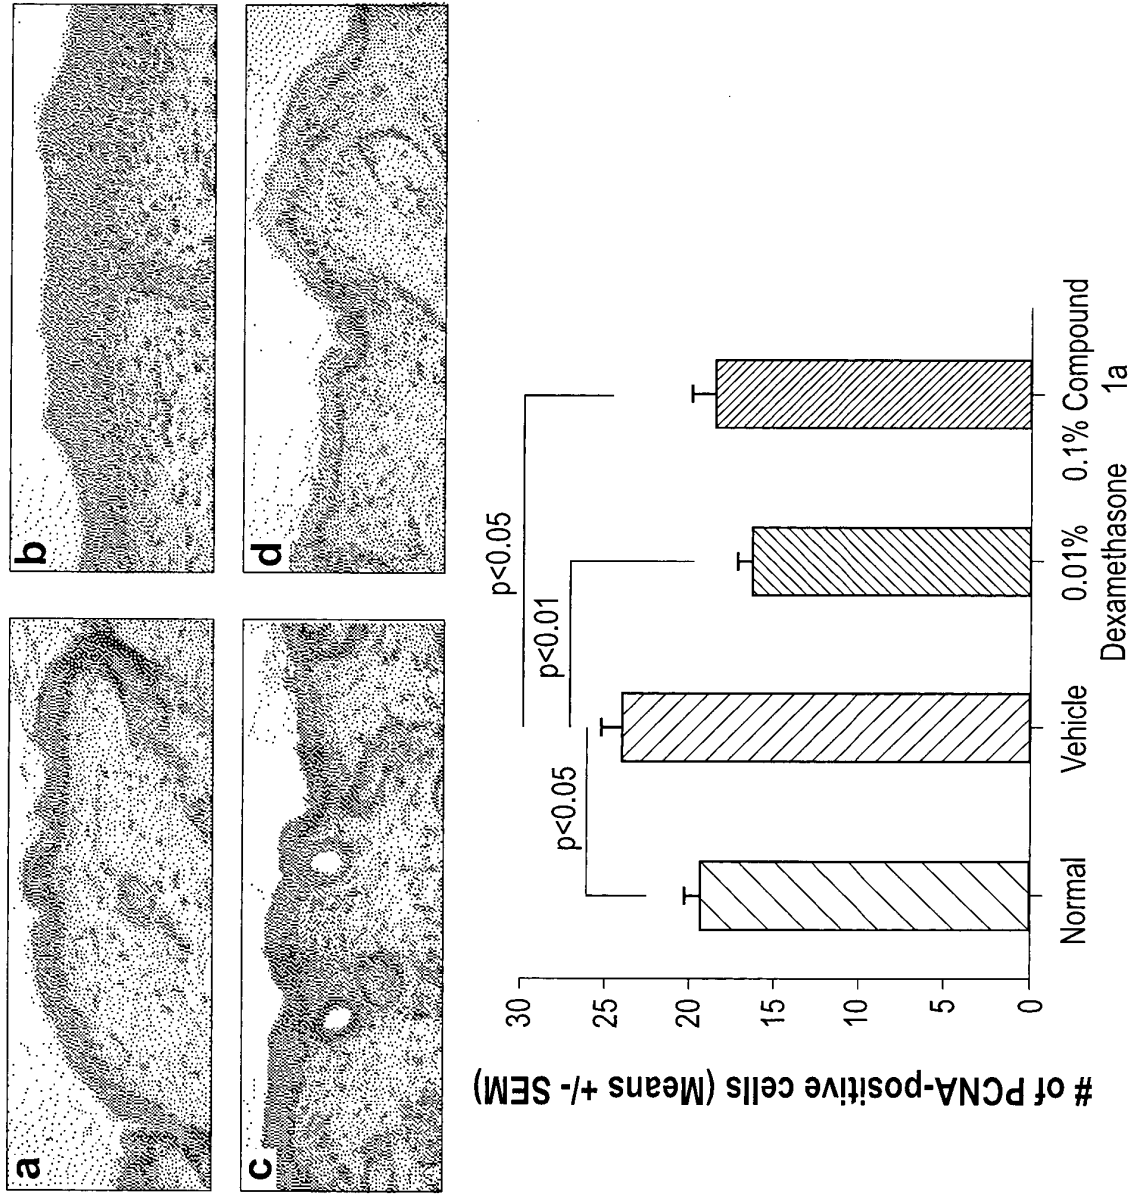 a
b
c
d
# of PCNA-positive cells (Means +/- SEM)
30
25
20
15
10
5
0
p<0.05
p<0.01
p<0.05
Normal
Vehicle
0.01%
Dexamethasone
0.1% Compound
1a